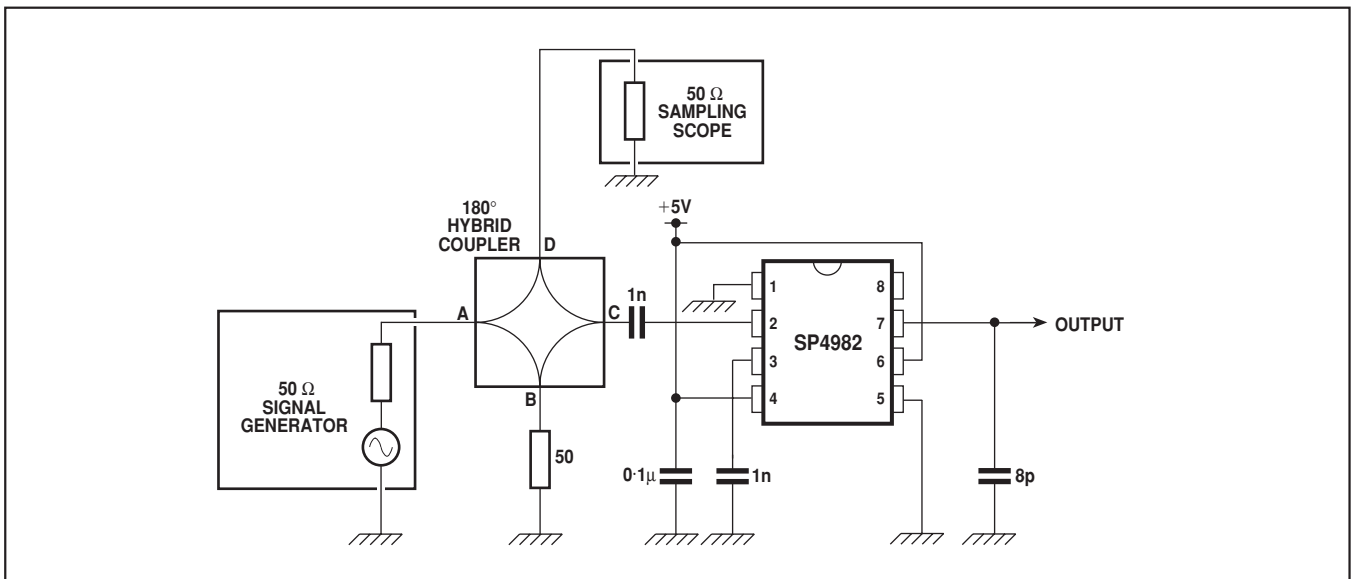 50 Ω
SAMPLING
SCOPE
180°
HYBRID
COUPLER
D
+5V
A
C
1n
B
1
2
3
4
SP4982
8
7
6
5
OUTPUT
50 Ω
SIGNAL
GENERATOR
50
0·1μ
1n
8p